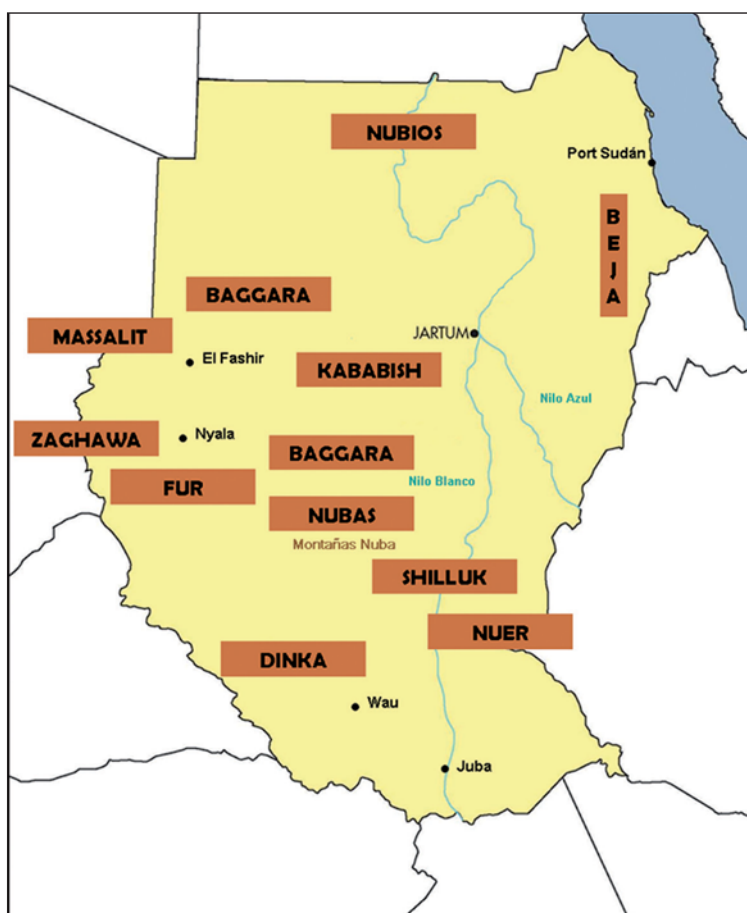 NUBIOS
Port Sudán
BEJA
BAGGARA
MASSALIT
JARTUM
El Fashir
KABABISH
Nilo Azul
ZAGHAWA
Nyala
BAGGARA
FUR
Nilo Blanco
NUBAS
Montañas Nuba
SHILLUK
NUER
DINKA
Wau
Juba